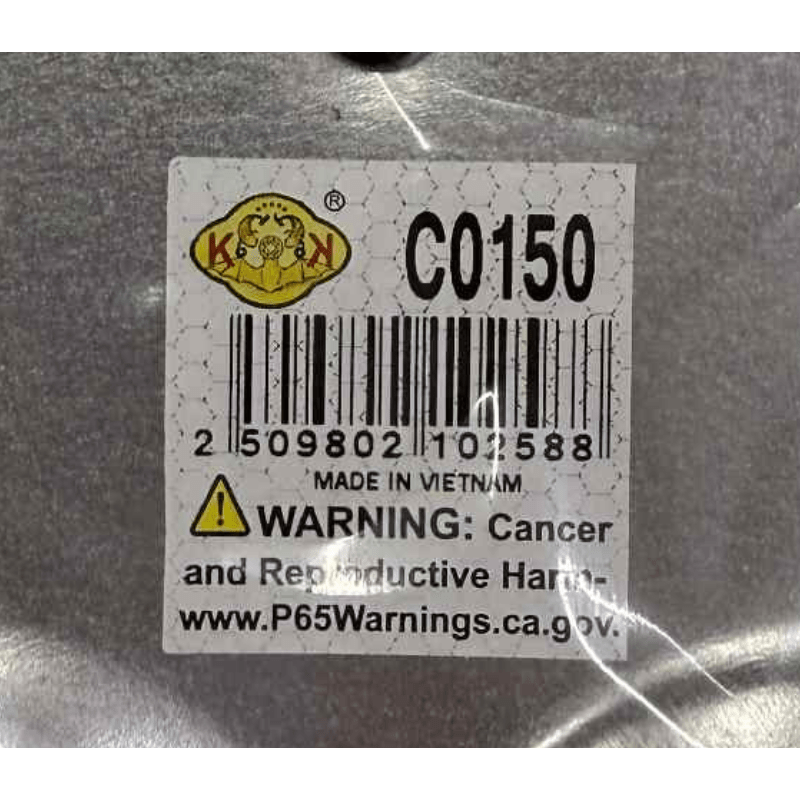 K K ®
C0150
2 509802 102588
MADE IN VIETNAM
WARNING: Cancer
and Reproductive Harm-
www.P65Warnings.ca.gov.